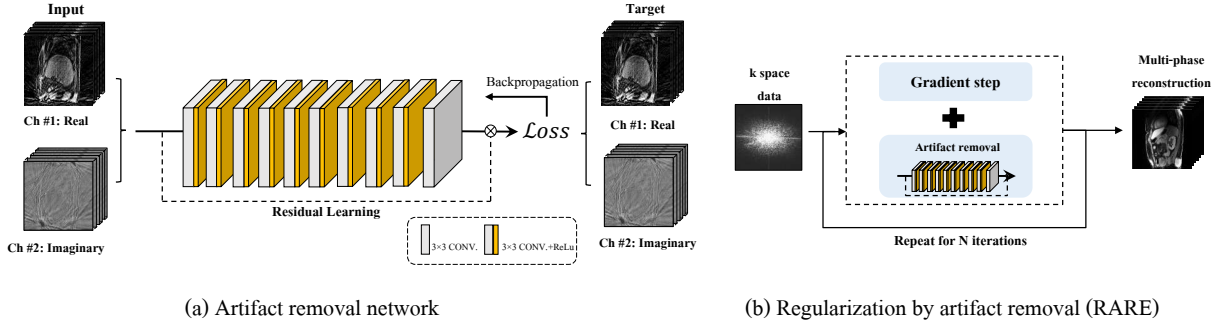 Input
Ch #1: Real
Ch #2: Imaginary
Residual Learning
Backpropagation
ℒoss
3×3 CONV.
3×3 CONV.+ReLu
Target
Ch #1: Real
Ch #2: Imaginary
(a) Artifact removal network
k space
data
Gradient step
+
Artifact removal
Repeat for N iterations
Multi-phase
reconstruction
(b) Regularization by artifact removal (RARE)